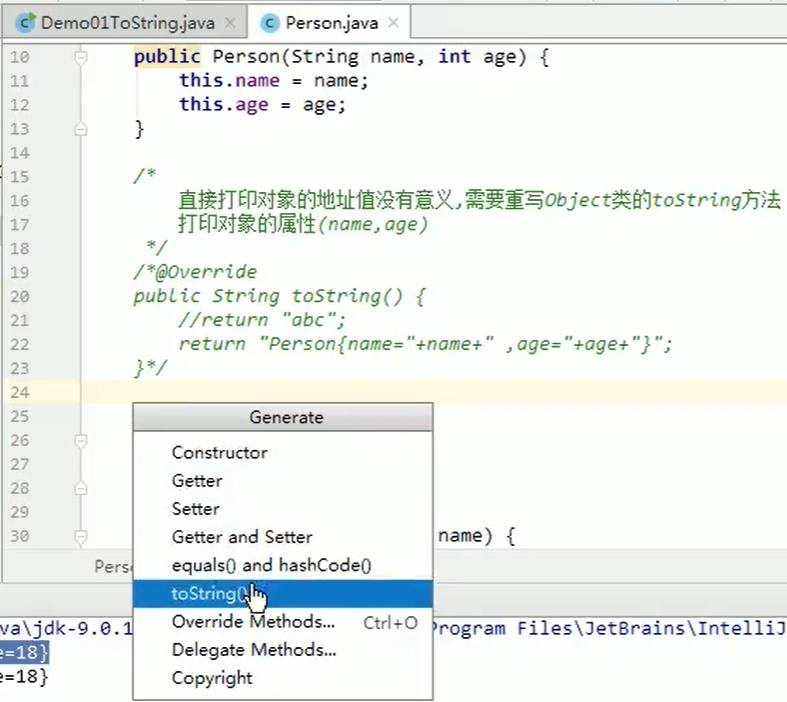 Demo01ToString.java
Person.java
10 public Person(String name, int age) {
11 this.name = name;
12 this.age = age;
13 }
14
15 /*
16 直接打印对象的地址值没有意义,需要重写Object类的toString方法
17 打印对象的属性(name,age)
18 */
19 /*@Override
20 public String toString() {
21 //return "abc";
22 return "Person{name="+name+" ,age="+age+"}";
23 }*/
24
25
26
27
28
29
30 name) {
Generate
Constructor
Getter
Setter
Getter and Setter
equals() and hashCode()
toString()
Override Methods... Ctrl+O
Delegate Methods...
Copyright
Perso
va\jdk-9.0.1 Program Files\JetBrains\IntelliJ
e=18}
e=18}